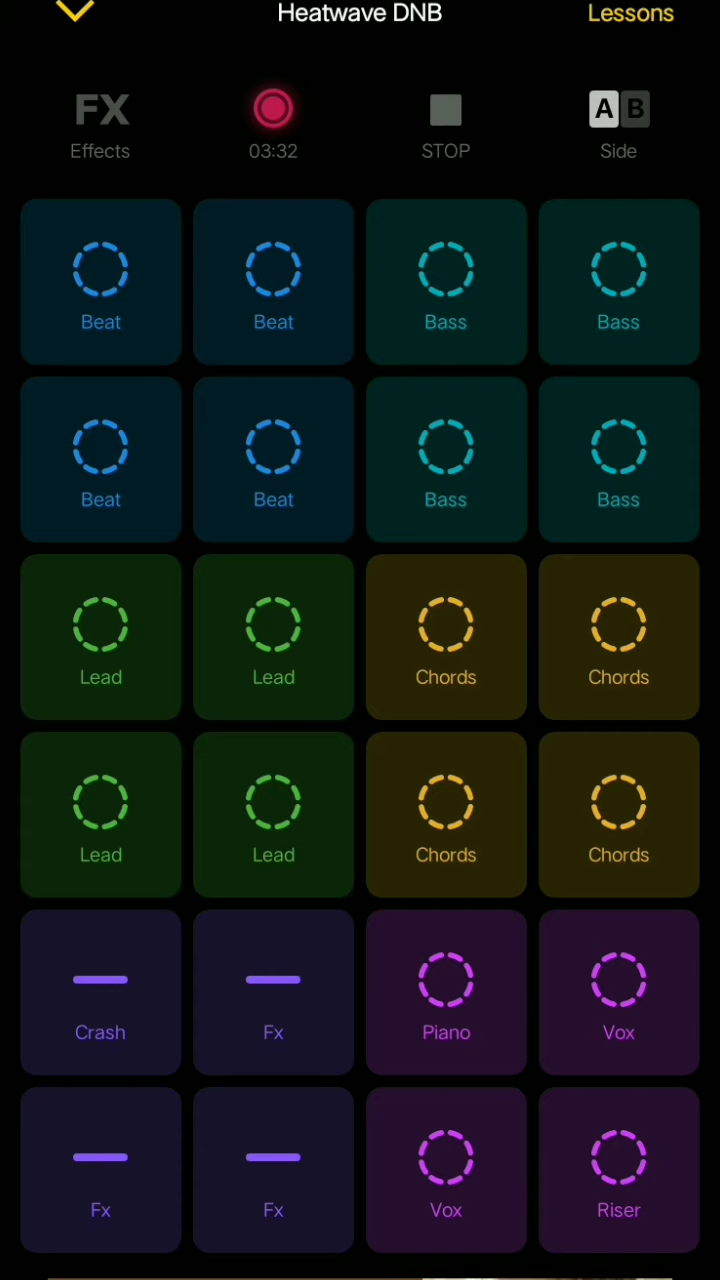 Heatwave DNB Lessons
FX A B
Effects 03:32 STOP Side
Beat Beat Bass Bass
Beat Beat Bass Bass
Lead Lead Chords Chords
Lead Lead Chords Chords
Crash Fx Piano Vox
Fx Fx Vox Riser